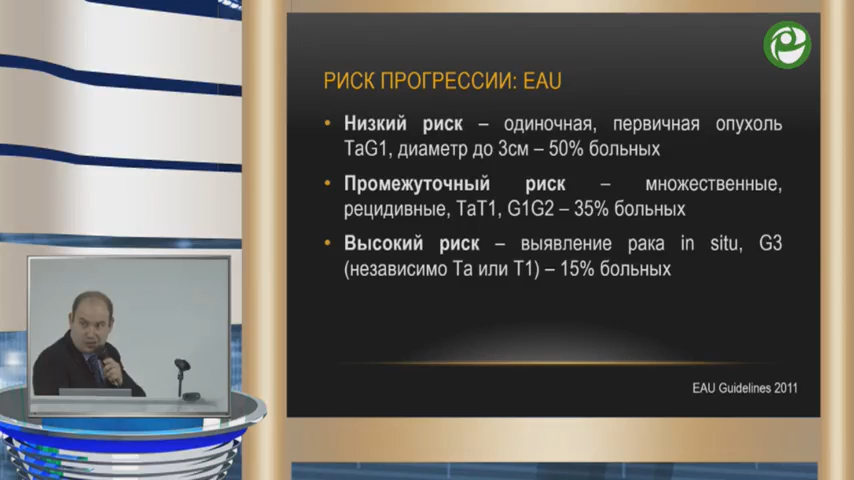 РИСК ПРОГРЕССИИ: EAU
• Низкий риск – одиночная, первичная опухоль
TaG1, диаметр до 3см – 50% больных
• Промежуточный риск – множественные,
рецидивные, TaT1, G1G2 – 35% больных
• Высокий риск – выявление рака in situ, G3
(независимо Ta или T1) – 15% больных
EAU Guidelines 2011